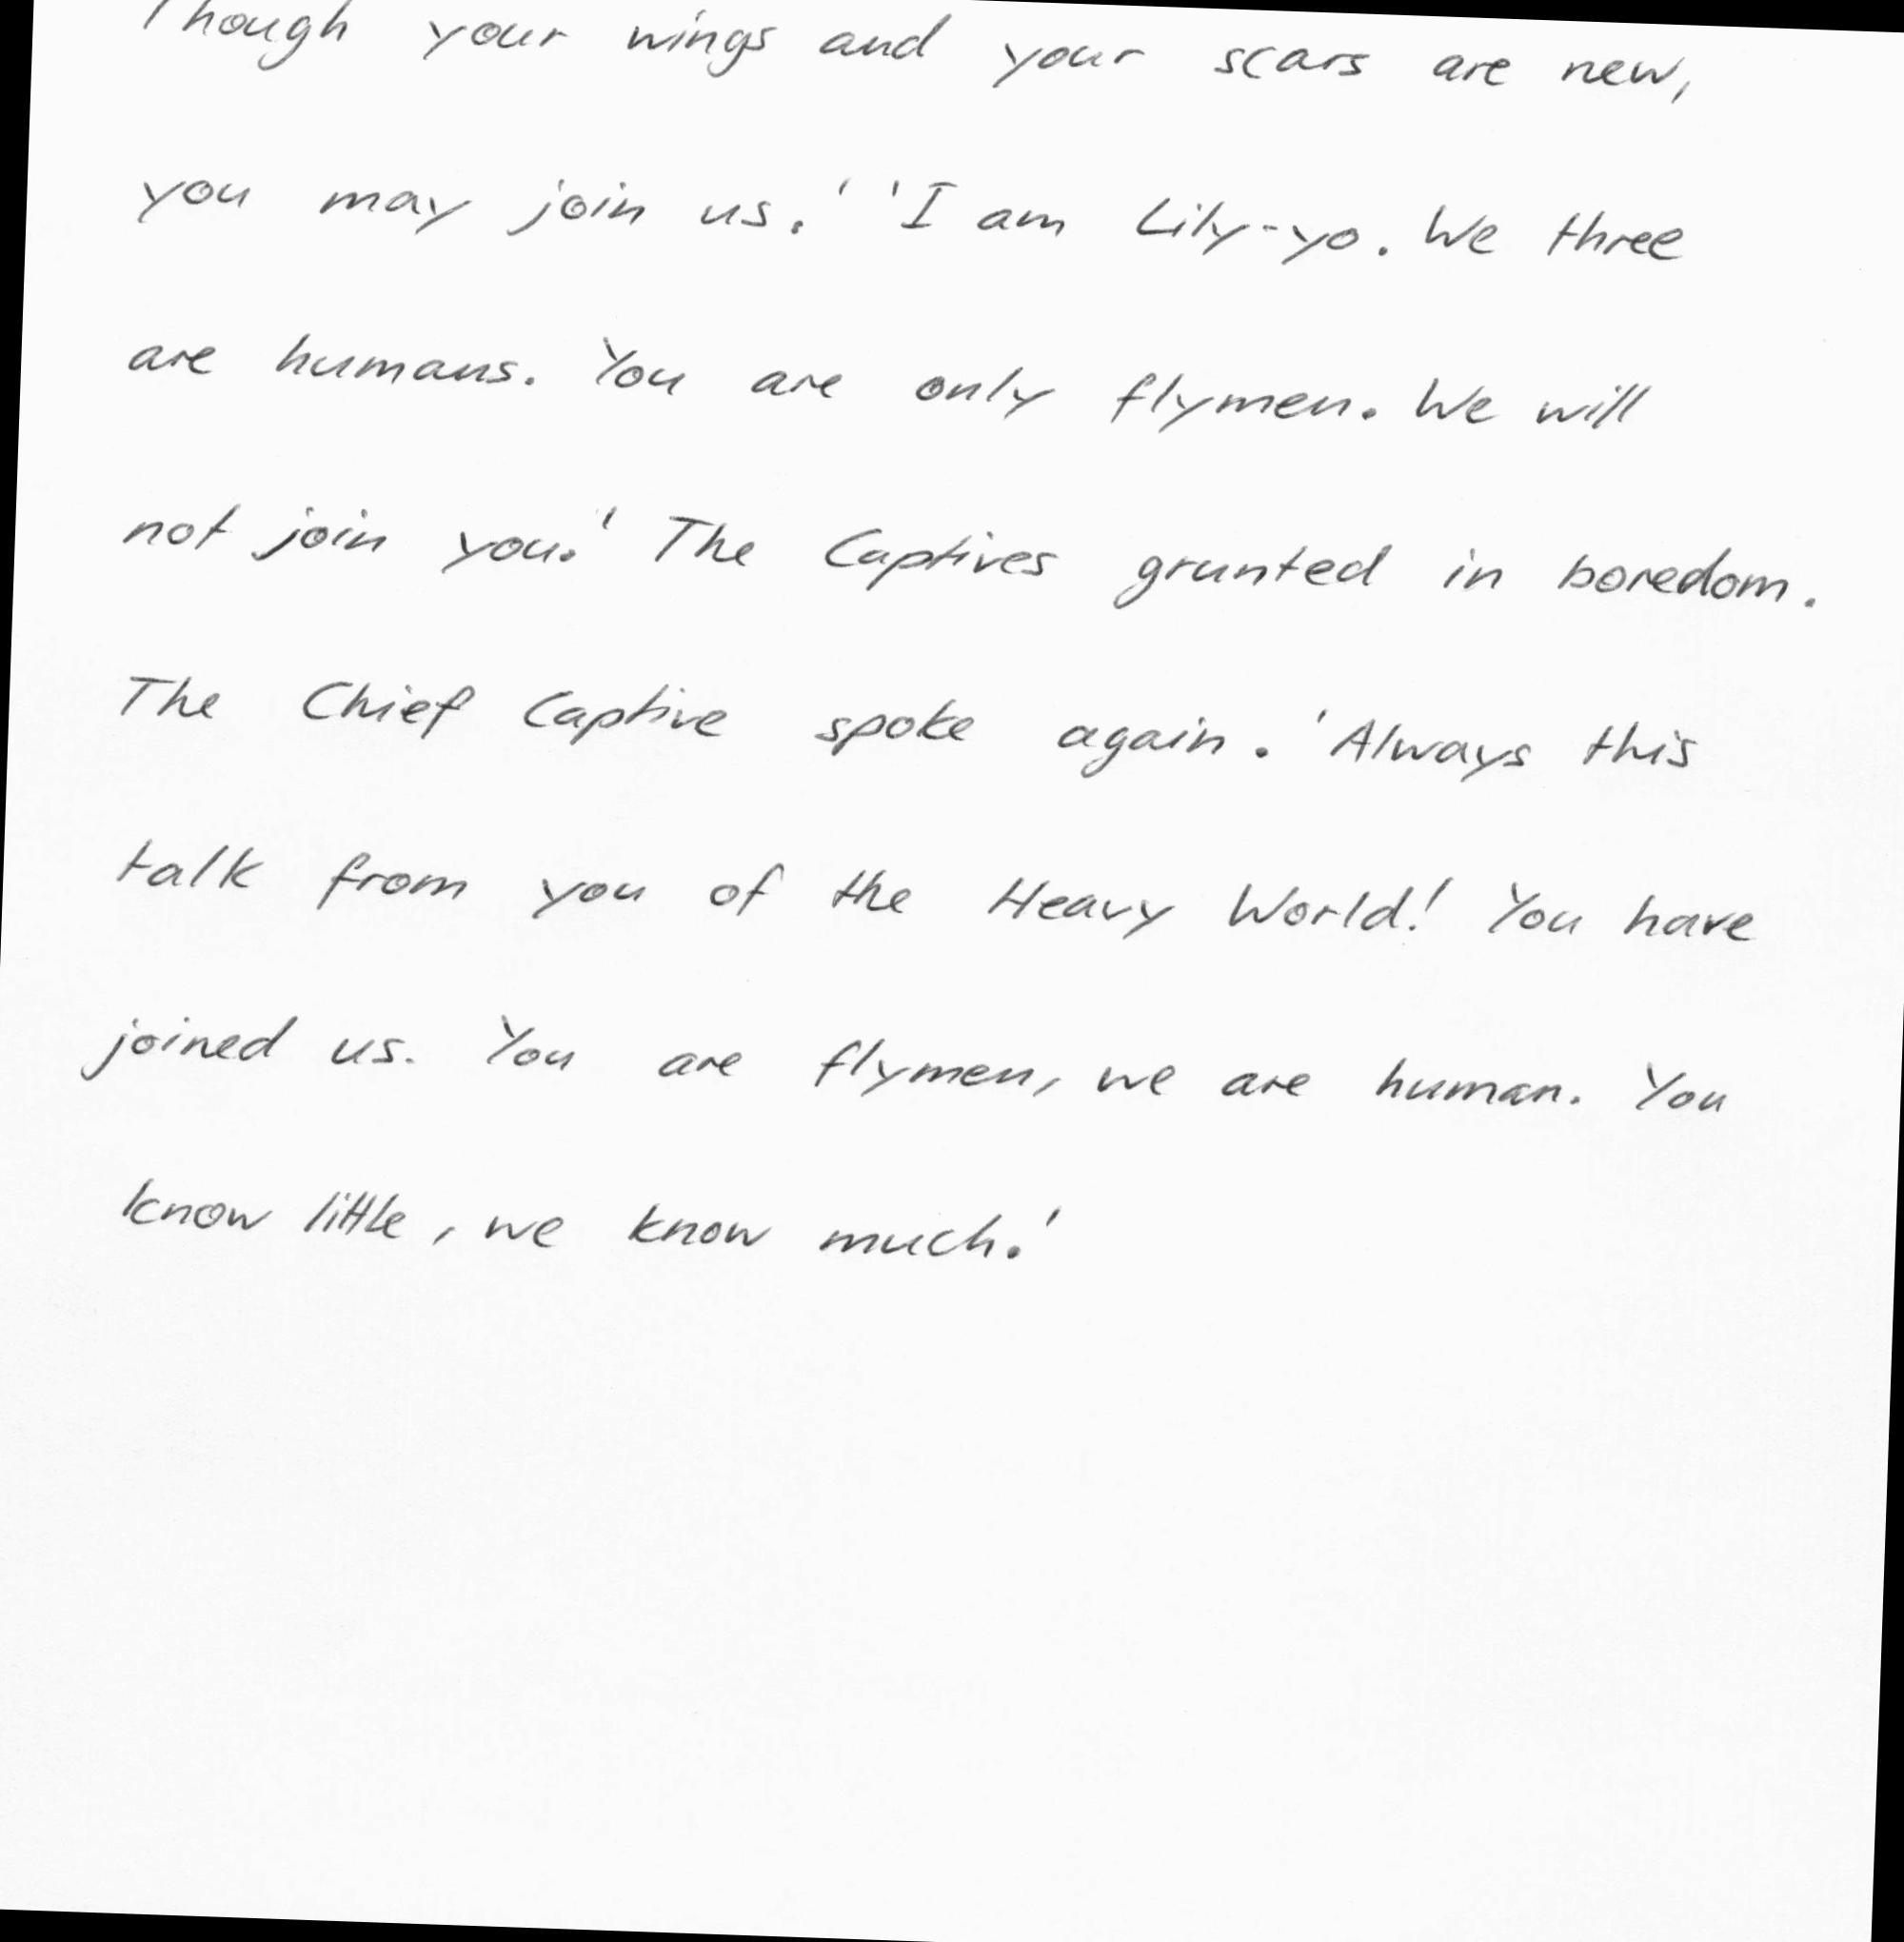 Though your wings and your scars are new,
you may join us.' 'I am Lily-yo. We three
are humans. You are only flymen. We will
not join you.' The Captives grunted in boredom.
The Chief Captive spoke again. 'Always this
talk from you of the Heavy World! You have
joined us. You are flymen, we are human. You
know little, we know much.'